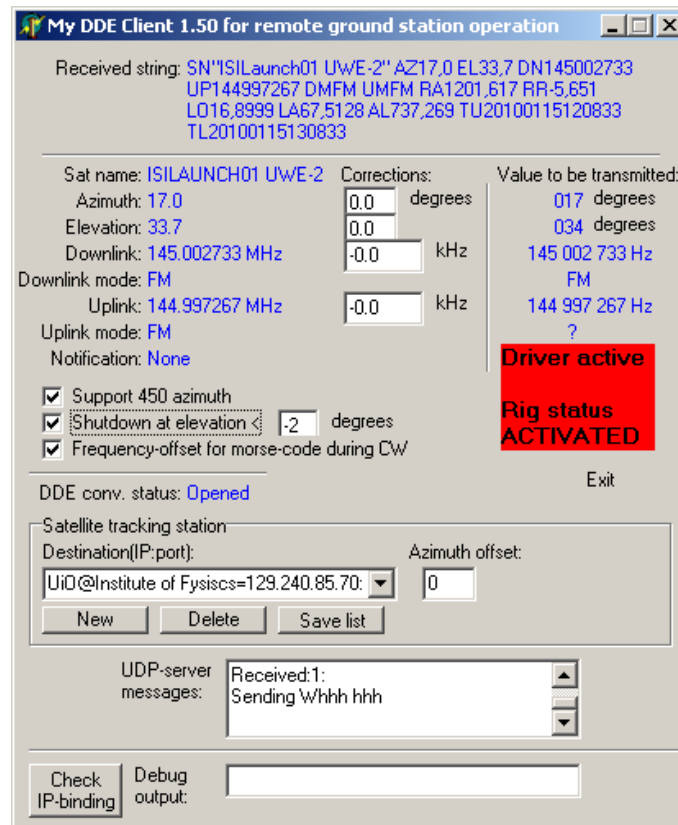 My DDE Client 1.50 for remote ground station operation
Received string: SN"ISILaunch01 UWE-2" AZ17,0 EL33,7 DN145002733
UP144997267 DMFM UMFM RA1201,617 RR-5,651
LO16,8999 LA67,5128 AL737,269 TU20100115120833
TL20100115130833
Sat name: ISILAUNCH01 UWE-2 Corrections: Value to be transmitted:
Azimuth: 17.0 0.0 degrees 017 degrees
Elevation: 33.7 0.0 034 degrees
Downlink: 145.002733 MHz -0.0 kHz 145 002 733 Hz
Downlink mode: FM FM
Uplink: 144.997267 MHz -0.0 kHz 144 997 267 Hz
Uplink mode: FM ?
Notification: None Driver active
Support 450 azimuth
Shutdown at elevation < -2 degrees Rig status
Frequency-offset for morse-code during CW ACTIVATED
Exit
DDE conv. status: Opened
Satellite tracking station
Destination(IP:port): Azimuth offset:
UiO@Institute of Fysiscs=129.240.85.70: 0
New Delete Save list
UDP-server Received:1:
messages: Sending Whhh hhh
Check Debug
IP-binding output: